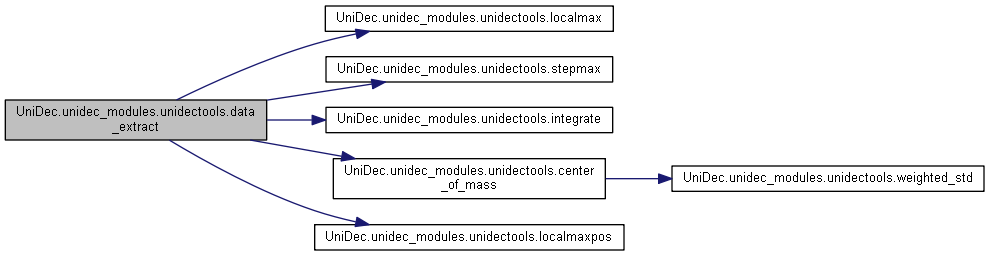 UniDec.unidec_modules.unidectools.localmax
UniDec.unidec_modules.unidectools.stepmax
UniDec.unidec_modules.unidectools.data
_extract
UniDec.unidec_modules.unidectools.integrate
UniDec.unidec_modules.unidectools.center
_of_mass
UniDec.unidec_modules.unidectools.weighted_std
UniDec.unidec_modules.unidectools.localmaxpos